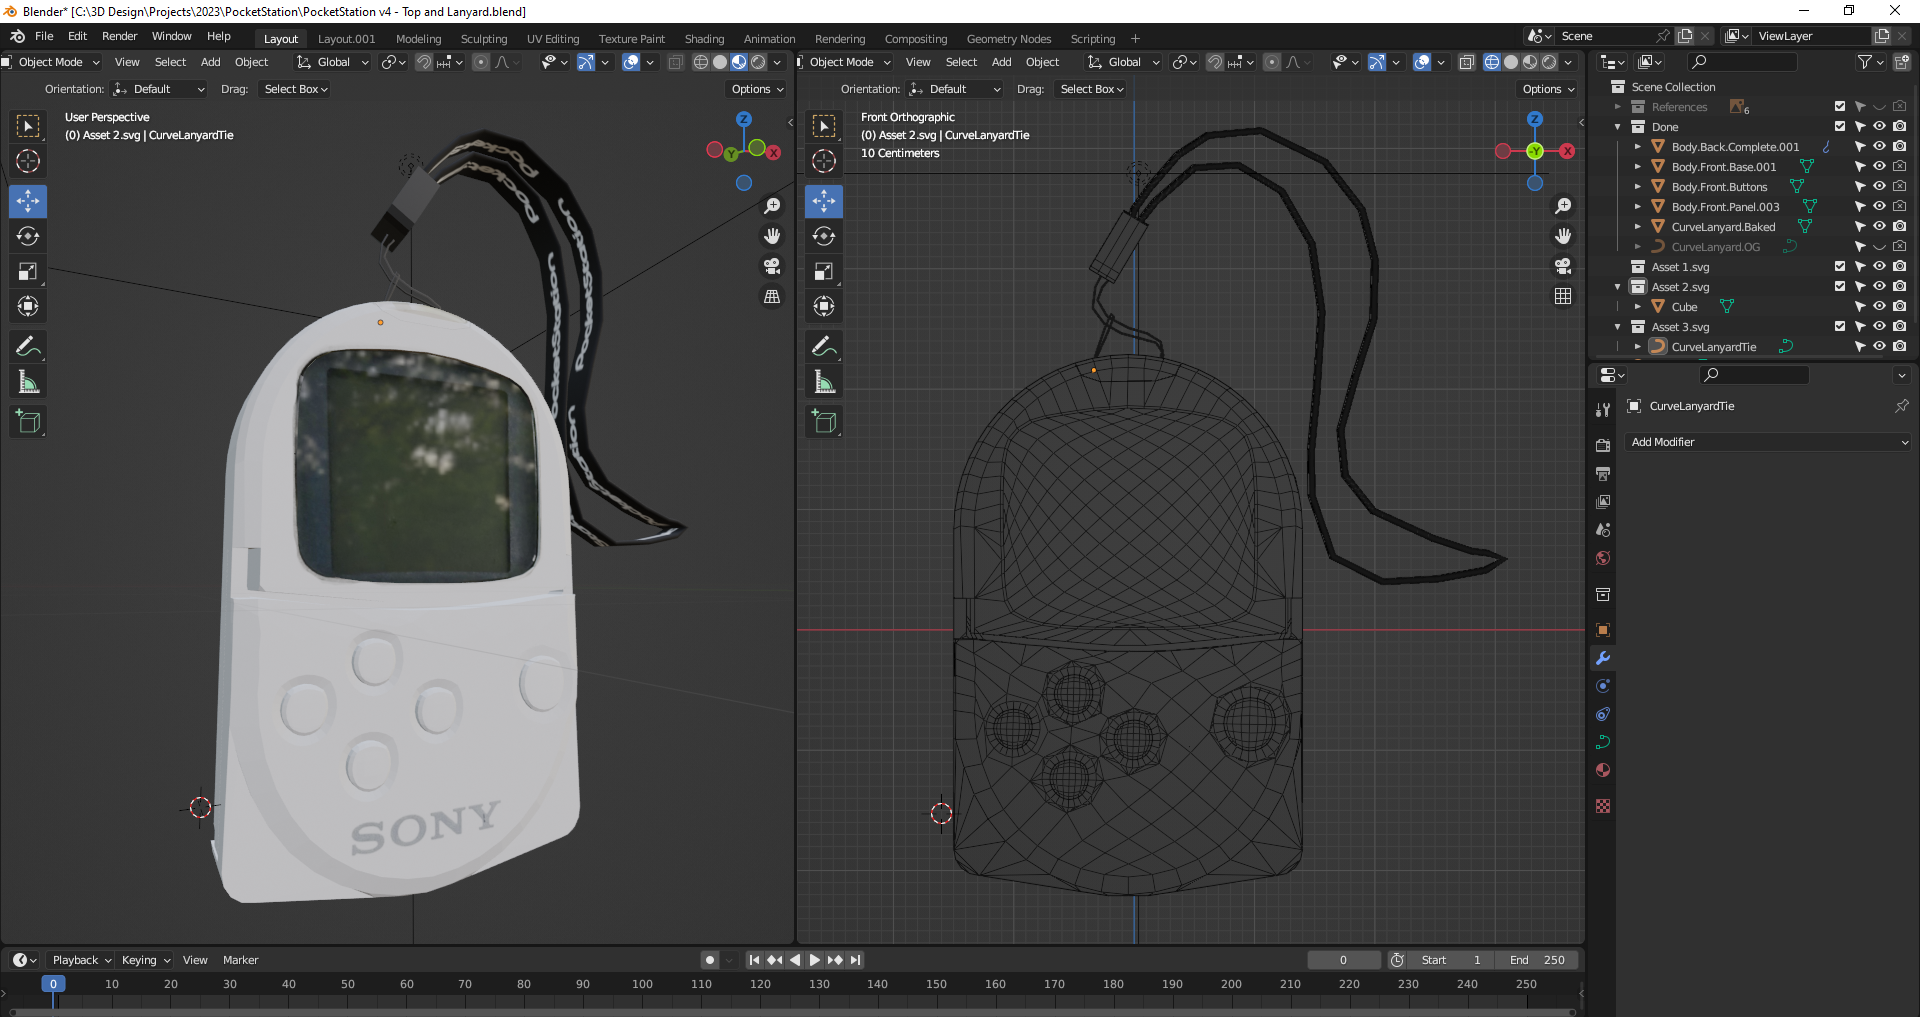 Blender* [C:\3D Design\Projects\2023\PocketStation\PocketStation v4 - Top and Lanyard.blend]
File Edit Render Window Help Layout Layout.001 Modeling Sculpting UV Editing Texture Paint Shading Animation Rendering Compositing Geometry Nodes Scripting + Scene ViewLayer
Object Mode View Select Add Object Global Object Mode View Select Add Object Global
Orientation: Default Drag: Select Box Options Orientation: Default Drag: Select Box Options
User Perspective
(0) Asset 2.svg | CurveLanyardTie
Z
Y
X
Front Orthographic
(0) Asset 2.svg | CurveLanyardTie
10 Centimeters
Z
-Y
X
PocketStation
PocketStation
SONY
Scene Collection
References 6
Done
Body.Back.Complete.001
Body.Front.Base.001
Body.Front.Buttons
Body.Front.Panel.003
CurveLanyard.Baked
CurveLanyard.OG
Asset 1.svg
Asset 2.svg
Cube
Asset 3.svg
CurveLanyardTie
CurveLanyardTie
Add Modifier
Playback Keying View Marker 0 Start 1 End 250
0 10 20 30 40 50 60 70 80 90 100 110 120 130 140 150 160 170 180 190 200 210 220 230 240 250